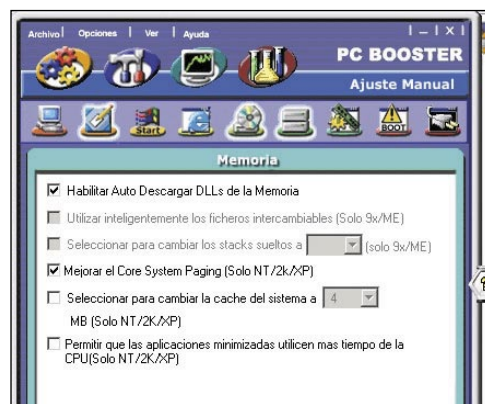 Archivo | Opciones | Ver | Ayuda
PC BOOSTER
Ajuste Manual
Start
BOOT
Memoria
Habilitar Auto Descargar DLLs de la Memoria
Utilizar inteligentemente los ficheros intercambiables (Solo 9x/ME)
Seleccionar para cambiar los stacks sueltos a (solo 9x/ME)
Mejorar el Core System Paging (Solo NT/2k/XP)
Seleccionar para cambiar la cache del sistema a 4
MB (Solo NT/2K/XP)
Permitir que las aplicaciones minimizadas utilicen mas tiempo de la
CPU(Solo NT/2K/XP)